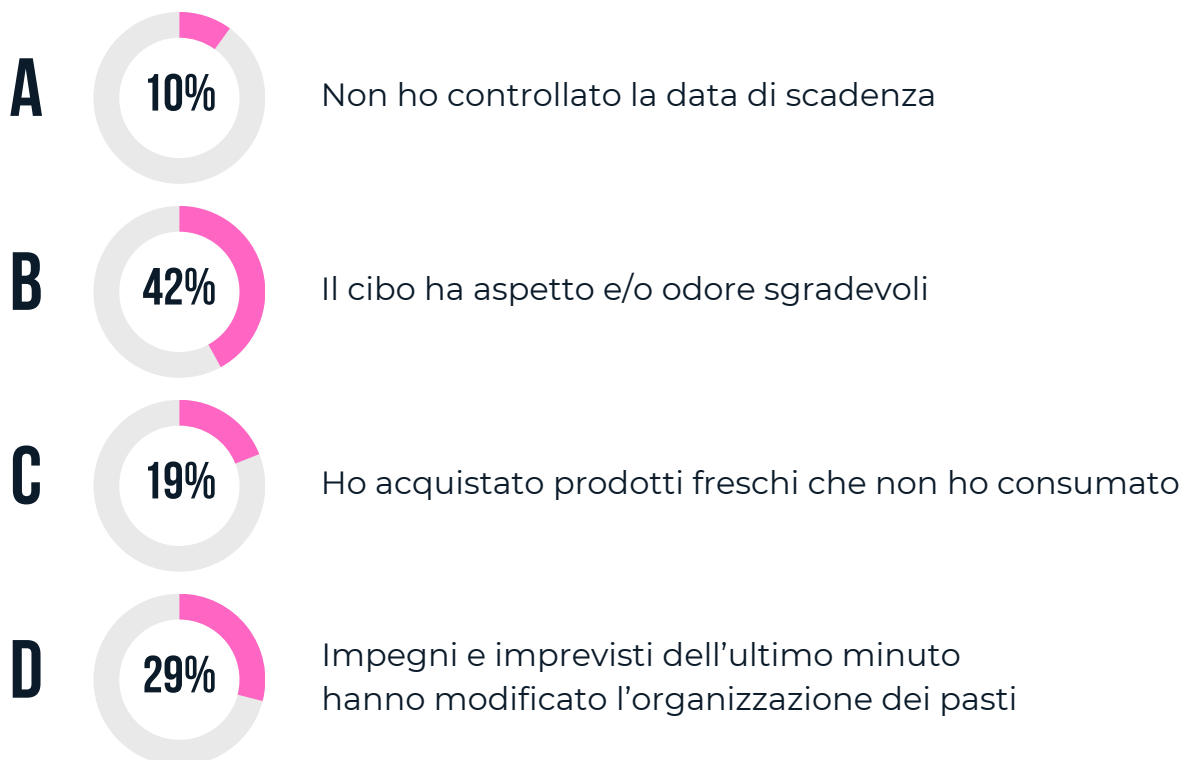 A
10%
Non ho controllato la data di scadenza
B
42%
Il cibo ha aspetto e/o odore sgradevoli
C
19%
Ho acquistato prodotti freschi che non ho consumato
D
29%
Impegni e imprevisti dell’ultimo minuto
hanno modificato l’organizzazione dei pasti